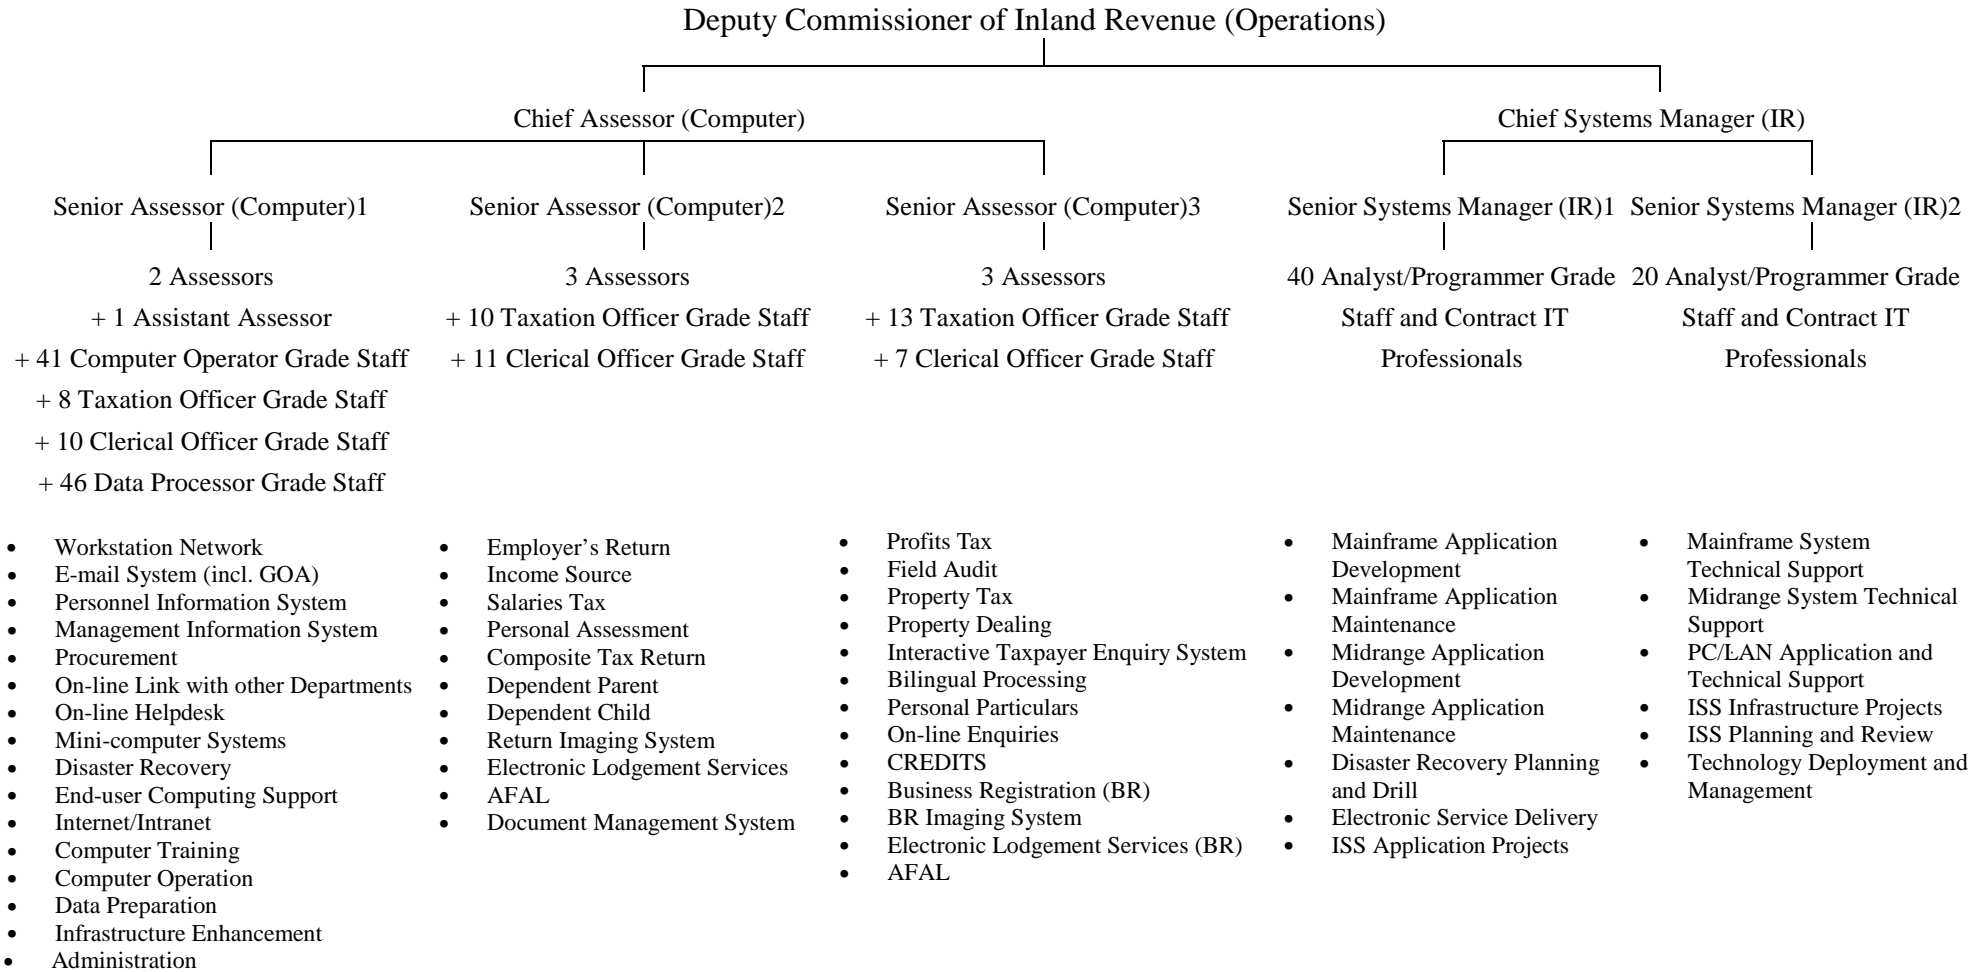 Deputy Commissioner of Inland Revenue (Operations)
Chief Assessor (Computer)
Chief Systems Manager (IR)
Senior Assessor (Computer)1
Senior Assessor (Computer)2
Senior Assessor (Computer)3
Senior Systems Manager (IR)1
Senior Systems Manager (IR)2
2 Assessors
+ 1 Assistant Assessor
+ 41 Computer Operator Grade Staff
+ 8 Taxation Officer Grade Staff
+ 10 Clerical Officer Grade Staff
+ 46 Data Processor Grade Staff
3 Assessors
+ 10 Taxation Officer Grade Staff
+ 11 Clerical Officer Grade Staff
3 Assessors
+ 13 Taxation Officer Grade Staff
+ 7 Clerical Officer Grade Staff
40 Analyst/Programmer Grade
Staff and Contract IT
Professionals
20 Analyst/Programmer Grade
Staff and Contract IT
Professionals
• Workstation Network
• E-mail System (incl. GOA)
• Personnel Information System
• Management Information System
• Procurement
• On-line Link with other Departments
• On-line Helpdesk
• Mini-computer Systems
• Disaster Recovery
• End-user Computing Support
• Internet/Intranet
• Computer Training
• Computer Operation
• Data Preparation
• Infrastructure Enhancement
• Administration
• Employer's Return
• Income Source
• Salaries Tax
• Personal Assessment
• Composite Tax Return
• Dependent Parent
• Dependent Child
• Return Imaging System
• Electronic Lodgement Services
• AFAL
• Document Management System
• Profits Tax
• Field Audit
• Property Tax
• Property Dealing
• Interactive Taxpayer Enquiry System
• Bilingual Processing
• Personal Particulars
• On-line Enquiries
• CREDITS
• Business Registration (BR)
• BR Imaging System
• Electronic Lodgement Services (BR)
• AFAL
• Mainframe Application
Development
• Mainframe Application
Maintenance
• Midrange Application
Development
• Midrange Application
Maintenance
• Disaster Recovery Planning
and Drill
• Electronic Service Delivery
• ISS Application Projects
• Mainframe System
Technical Support
• Midrange System Technical
Support
• PC/LAN Application and
Technical Support
• ISS Infrastructure Projects
• ISS Planning and Review
• Technology Deployment and
Management